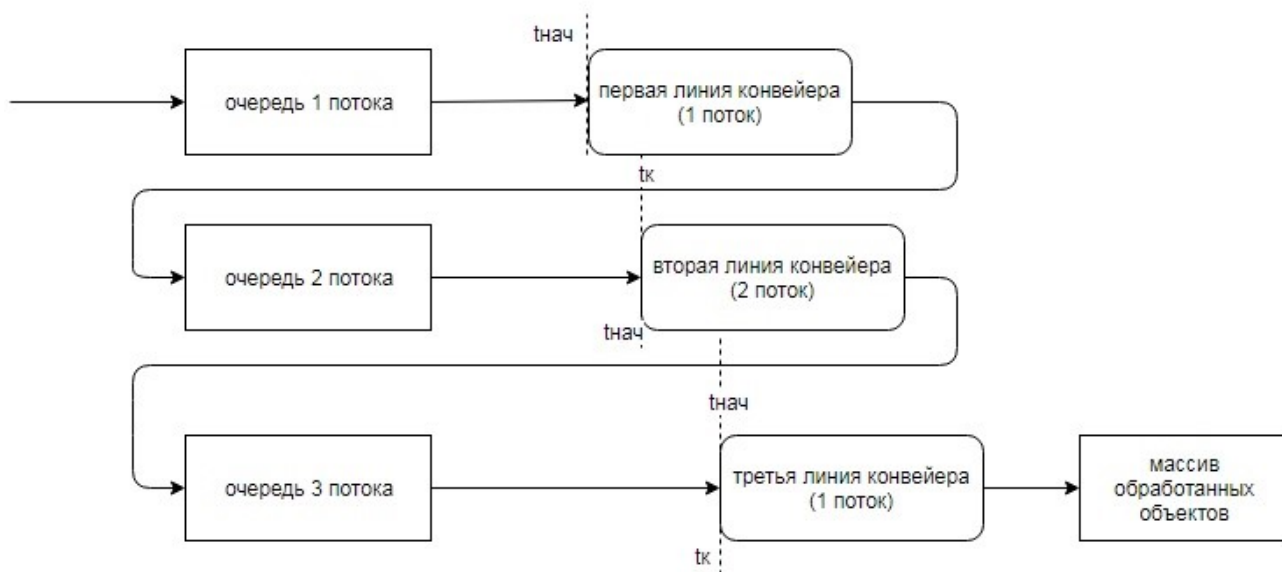 tнач
очередь 1 потока
первая линия конвейера
(1 поток)
tк
очередь 2 потока
вторая линия конвейера
(2 поток)
tнач
tнач
очередь 3 потока
третья линия конвейера
(1 поток)
массив
обработанных
объектов
tк